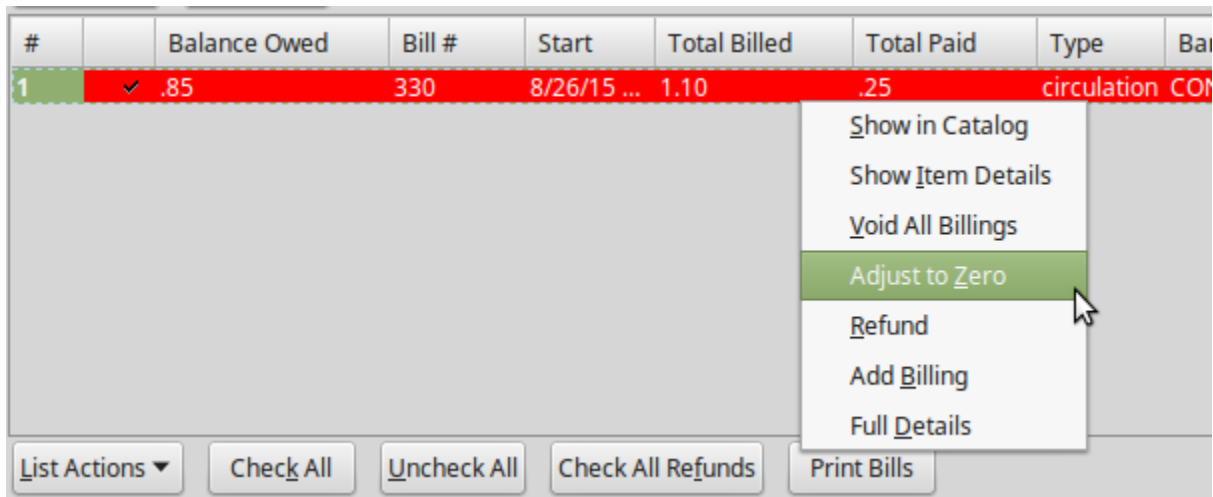 # Balance Owed Bill # Start Total Billed Total Paid Type Bar
1 .85 330 8/26/15 ... 1.10 .25 circulation CON
Show in Catalog
Show Item Details
Void All Billings
Adjust to Zero
Refund
Add Billing
Full Details
List Actions Check All Uncheck All Check All Refunds Print Bills